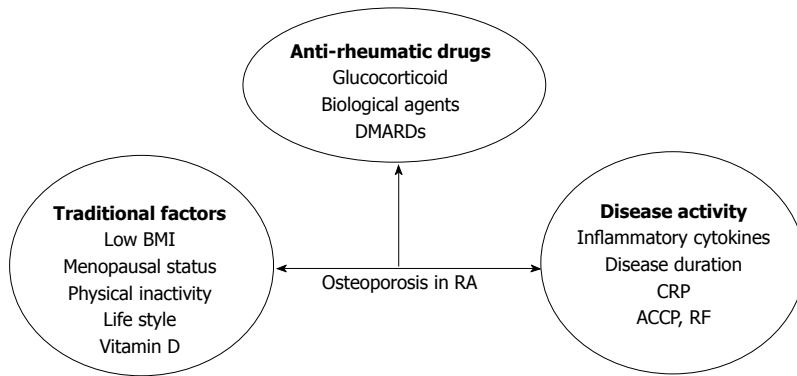 Anti-rheumatic drugs
Glucocorticoid
Biological agents
DMARDs
Traditional factors
Low BMI
Menopausal status
Physical inactivity
Life style
Vitamin D
Osteoporosis in RA
Disease activity
Inflammatory cytokines
Disease duration
CRP
ACCP, RF